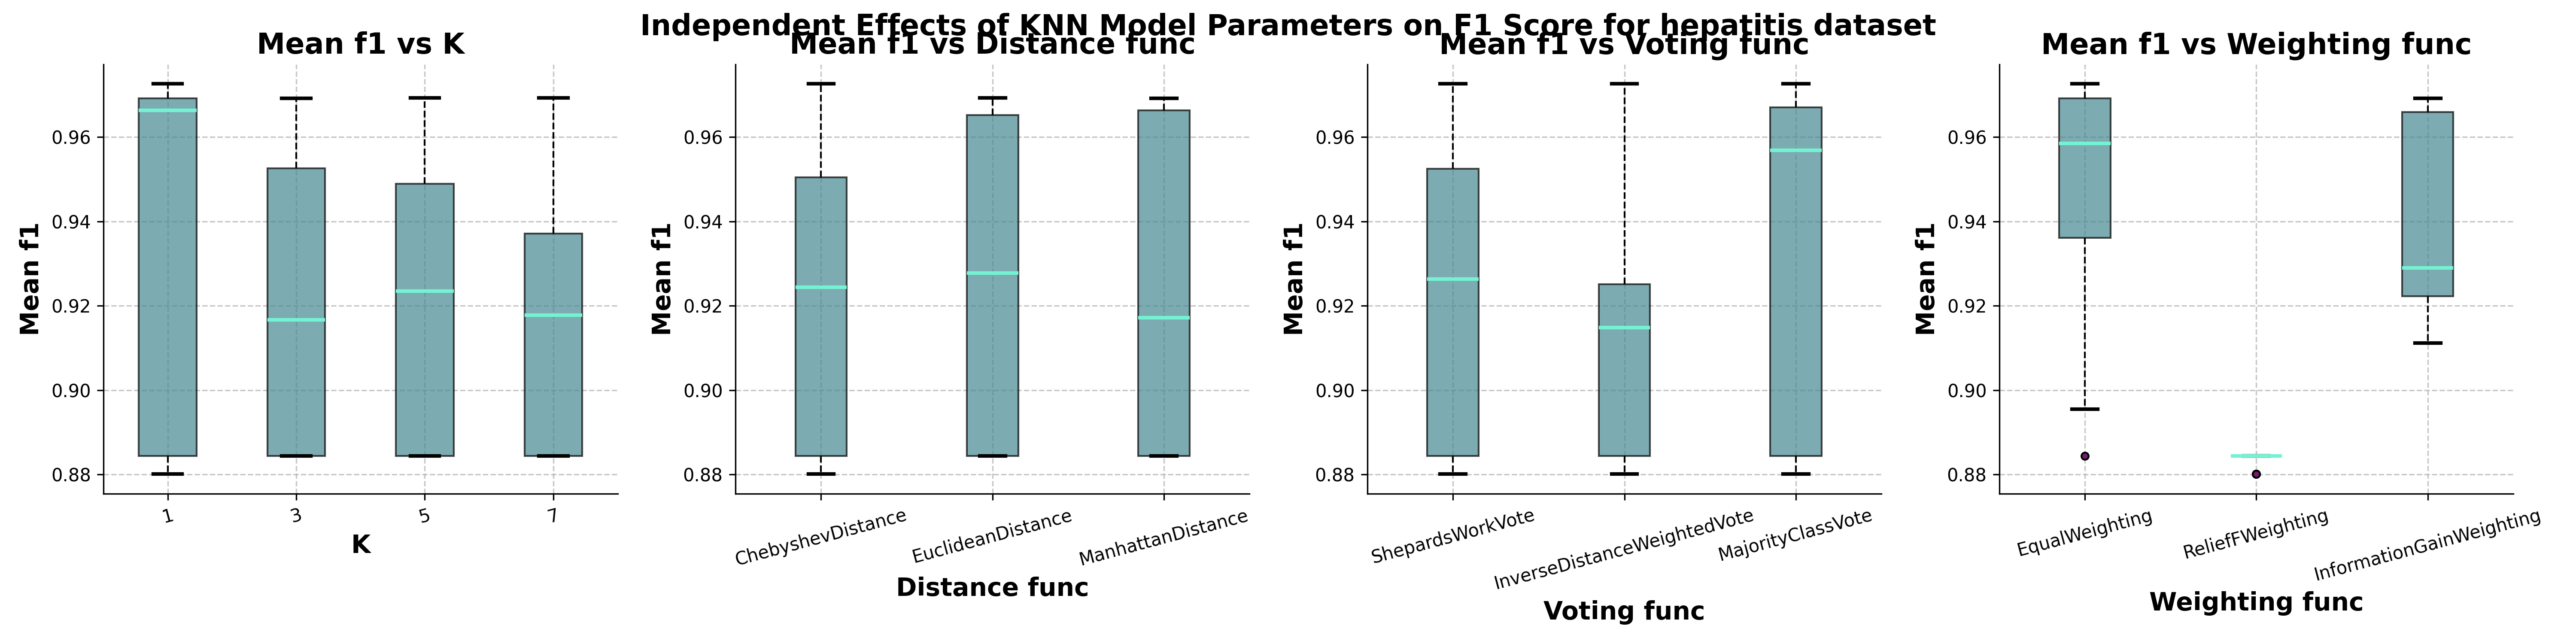 Independent Effects of KNN Model Parameters on F1 Score for hepatitis dataset
Mean f1 vs K
Mean f1
0.96
0.94
0.92
0.90
0.88
1
3
5
7
K
Mean f1 vs Distance func
Mean f1
0.96
0.94
0.92
0.90
0.88
ChebyshevDistance
EuclideanDistance
ManhattanDistance
Distance func
Mean f1 vs Voting func
Mean f1
0.96
0.94
0.92
0.90
0.88
ShepardsWorkVote
InverseDistanceWeightedVote
MajorityClassVote
Voting func
Mean f1 vs Weighting func
Mean f1
0.96
0.94
0.92
0.90
0.88
EqualWeighting
ReliefFWeighting
InformationGainWeighting
Weighting func